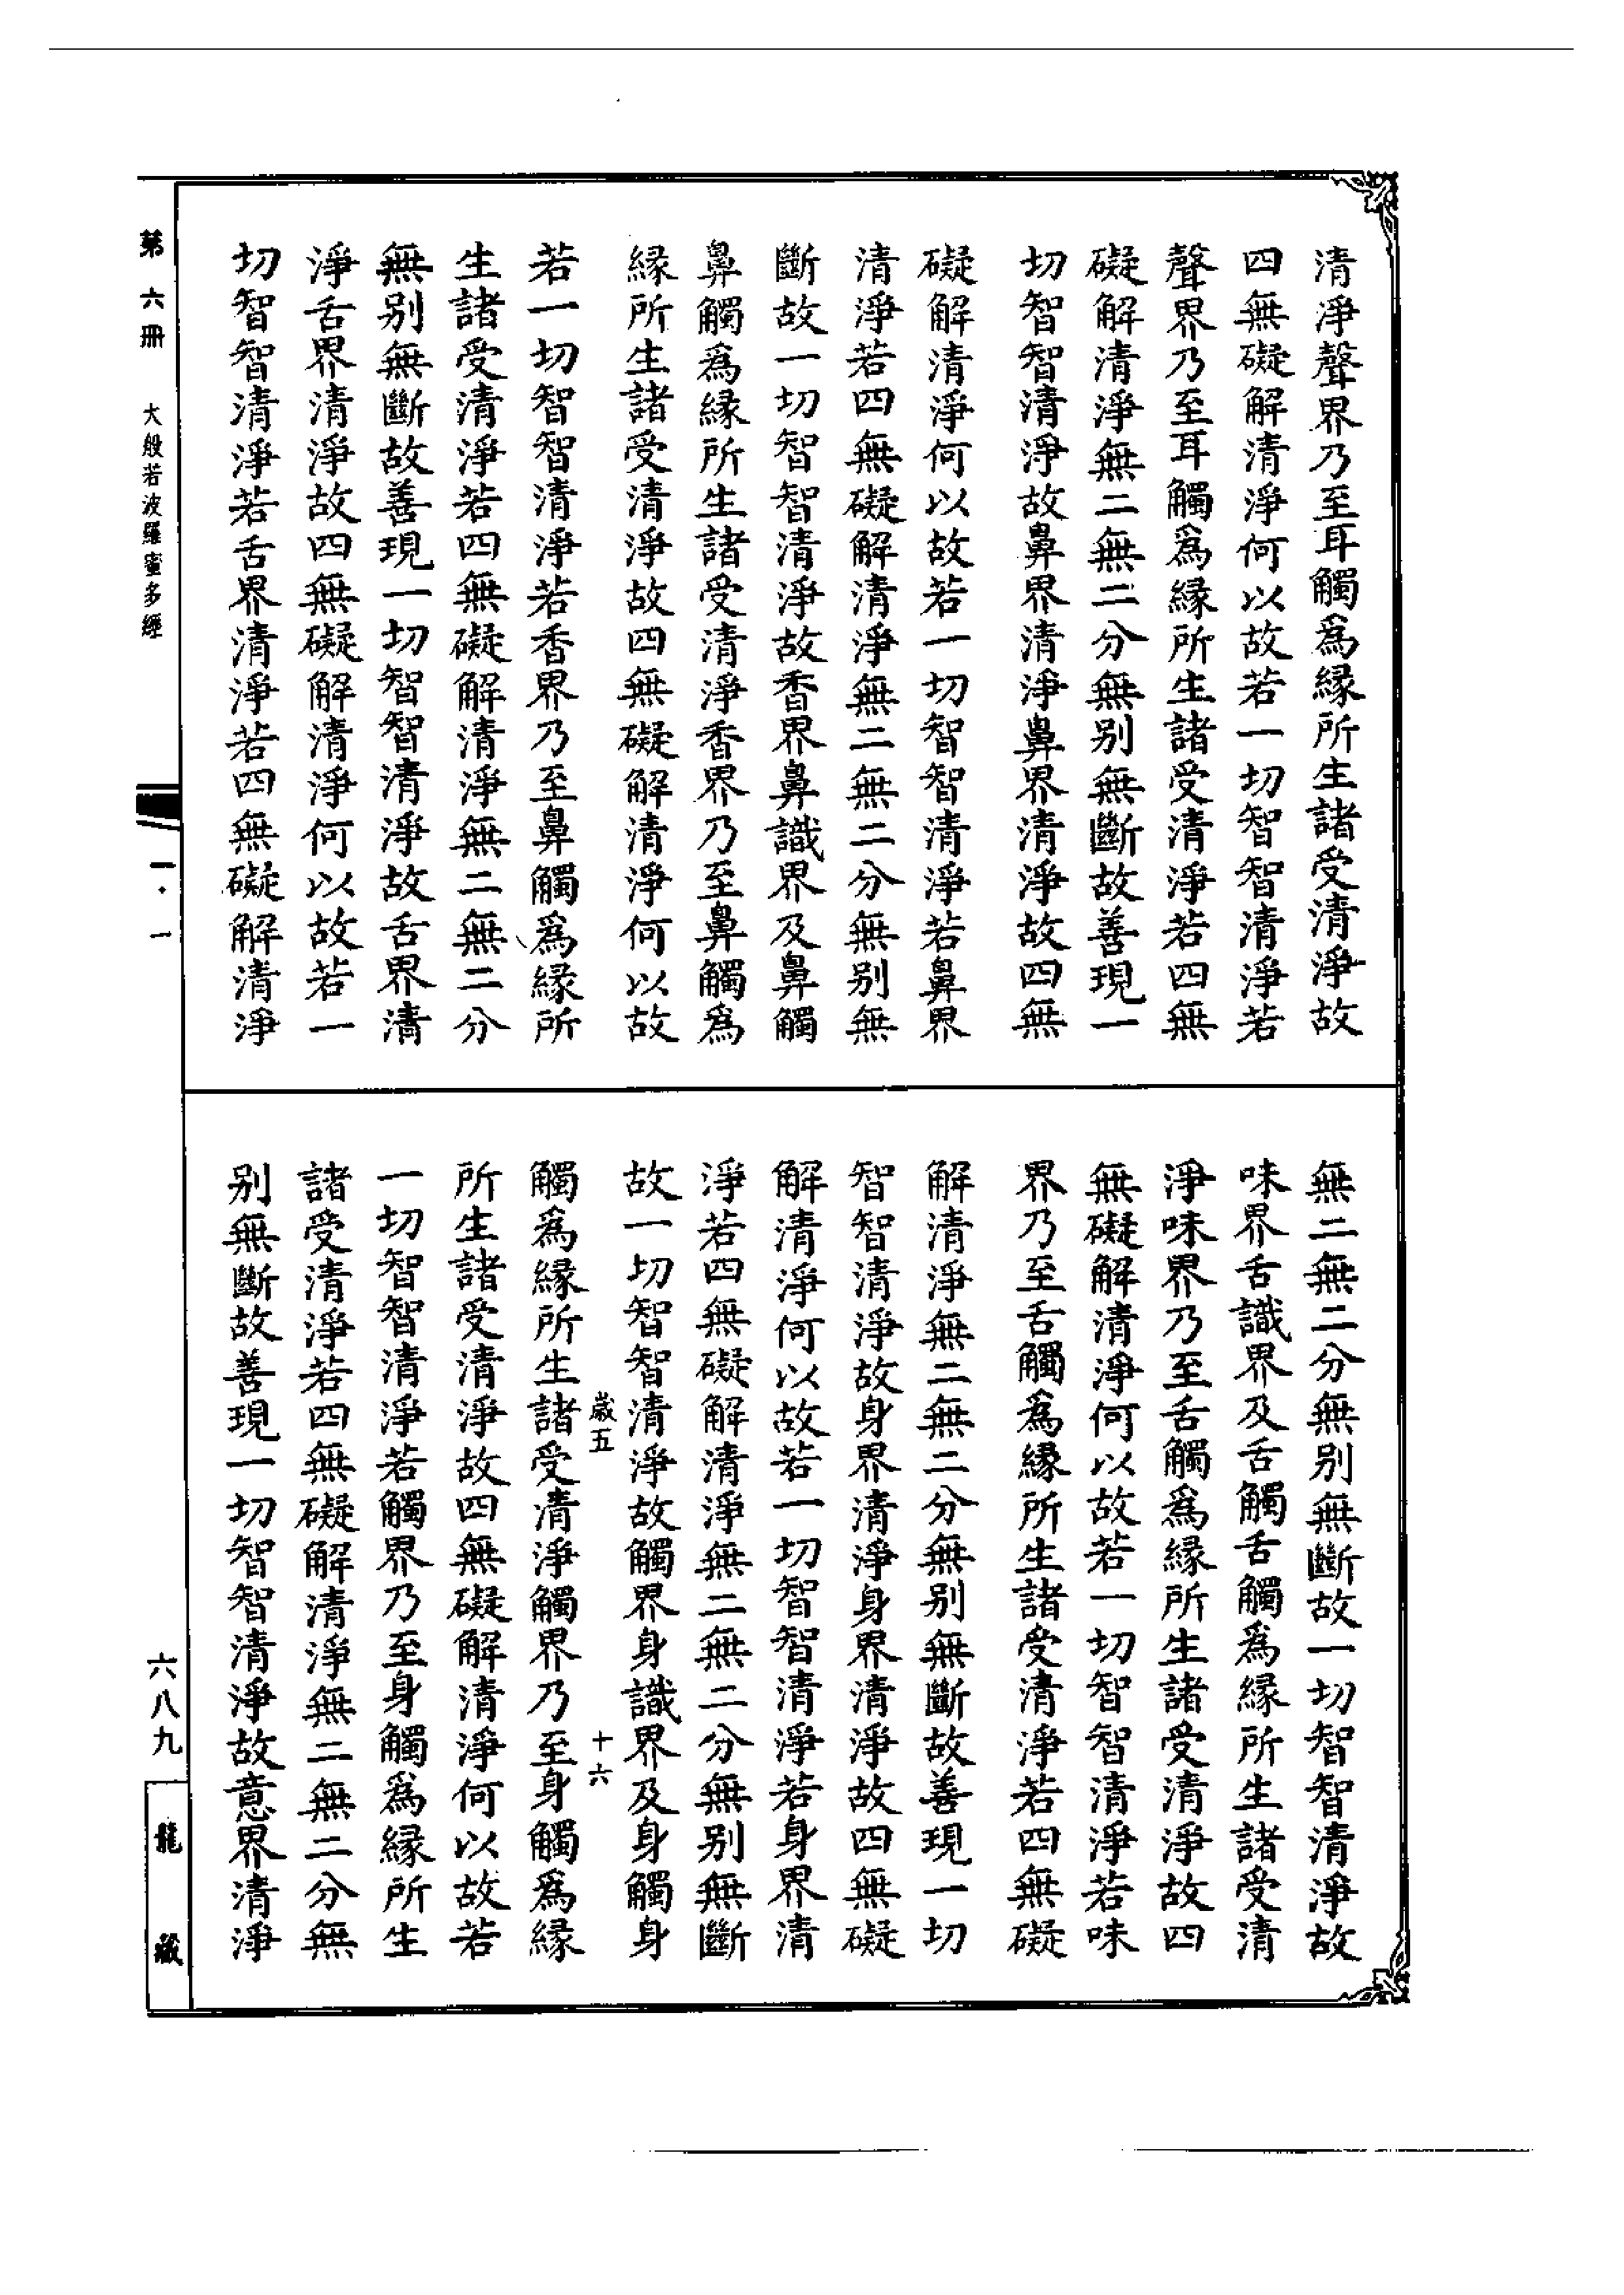 清淨聲界乃至耳觸爲緣所生諸受清淨故
四無礙解清淨何以故若一切智智清淨若
聲界乃至耳觸爲緣所生諸受清淨若四無
礙解清淨無二無二分無别無斷故善現一
切智智清淨故鼻界清淨鼻界清淨故四無
礙解清淨何以故若一切智智清淨若鼻界
清淨若四無礙解清淨無二無二分無别無
斷故一切智智清淨故香界鼻識界及鼻觸
鼻觸爲緣所生諸受清淨香界乃至鼻觸爲
緣所生諸受清淨故四無礙解清淨何以故
若一切智智清淨若香界乃至鼻觸爲緣所
生諸受清淨若四無礙解清淨無二無二分
無别無斷故善現一切智智清淨故舌界清
淨舌界清淨故四無礙解清淨何以故若一
切智智清淨若舌界清淨若四無礙解清淨
無二無二分無别無斷故一切智智清淨故
味界舌識界及舌觸舌觸爲緣所生諸受清
淨味界乃至舌觸爲緣所生諸受清淨故四
無礙解清淨何以故若一切智智清淨若味
界乃至舌觸爲緣所生諸受清淨若四無礙
解清淨無二無二分無别無斷故善現一切
智智清淨故身界清淨身界清淨故四無礙
解清淨何以故若一切智智清淨若身界清
淨若四無礙解清淨無二無二分無别無斷
故一切智智清淨故觸界身識界及身觸身
歲五 十六
觸爲緣所生諸受清淨觸界乃至身觸爲緣
所生諸受清淨故四無礙解清淨何以故若
一切智智清淨若觸界乃至身觸爲緣所生
諸受清淨若四無礙解清淨無二無二分無
别無斷故善現一切智智清淨故意界清淨
第六冊 大般若波羅蜜多經 一·一 六八九 龍藏